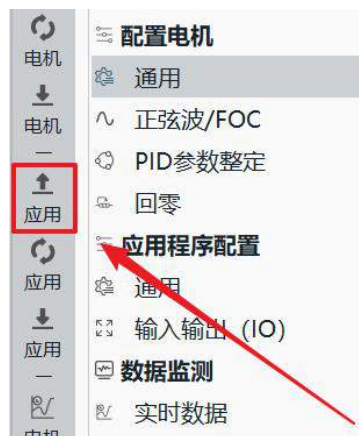 电机
电机
应用
应用
应用
电机
配置电机
通用
正弦波/FOC
PID参数整定
回零
应用程序配置
通用
输入输出（IO）
数据监测
实时数据